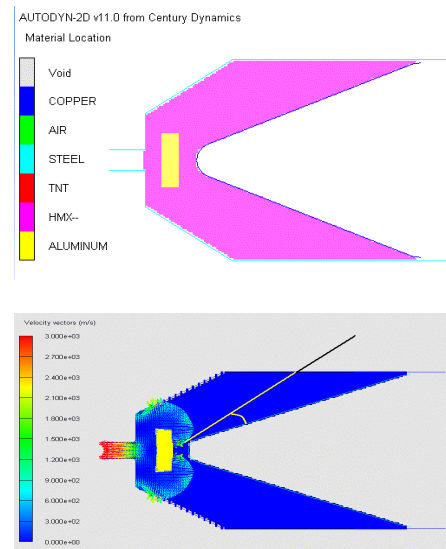 AUTODYN-2D v11.0 from Century Dynamics
Material Location
Void
COPPER
AIR
STEEL
TNT
HMX--
ALUMINUM
Velocity vectors (m/s)
3.000e+03
2.700e+03
2.400e+03
2.100e+03
1.800e+03
1.500e+03
1.200e+03
9.000e+02
6.000e+02
3.000e+02
0.000e+00